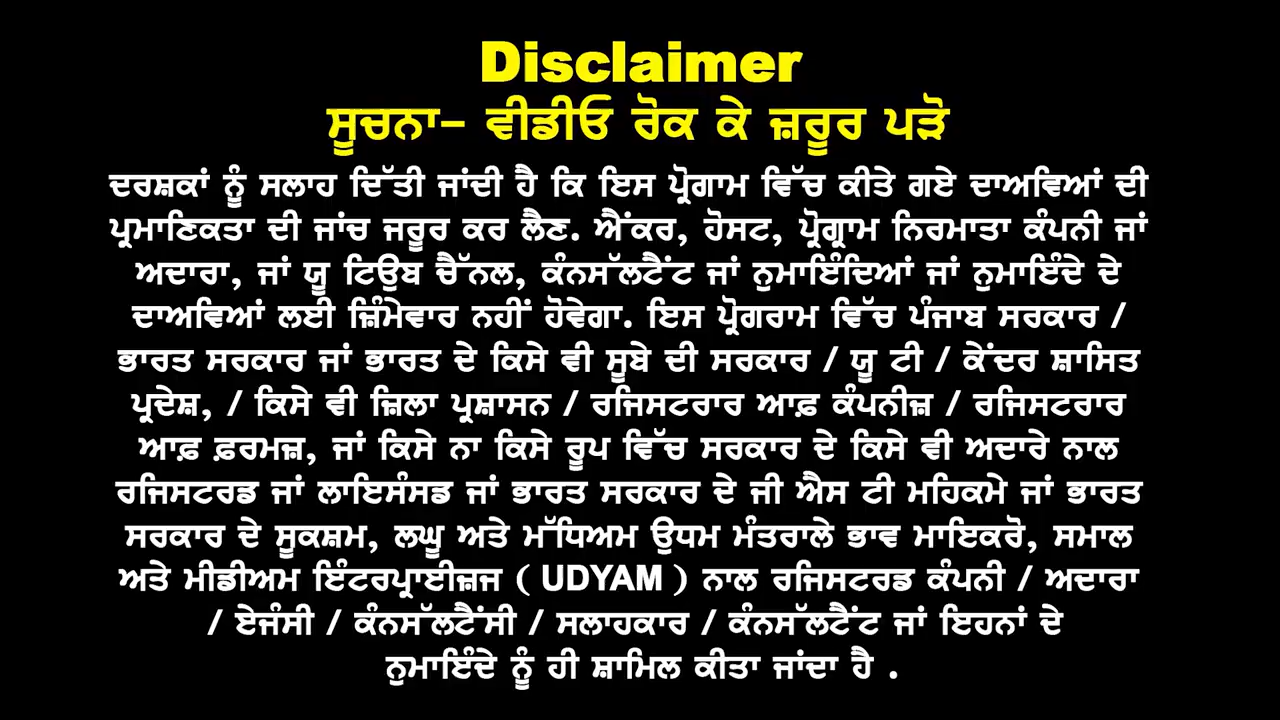 Disclaimer
ਸੂਚਨਾ- ਵੀਡੀਓ ਰੋਕ ਕੇ ਜ਼ਰੂਰ ਪੜੋ
ਦਰਸ਼ਕਾਂ ਨੂੰ ਸਲਾਹ ਦਿੱਤੀ ਜਾਂਦੀ ਹੈ ਕਿ ਇਸ ਪ੍ਰੋਗਾਮ ਵਿੱਚ ਕੀਤੇ ਗਏ ਦਾਅਵਿਆਂ ਦੀ
ਪ੍ਰਮਾਣਿਕਤਾ ਦੀ ਜਾਂਚ ਜਰੂਰ ਕਰ ਲੈਣ. ਐਂਕਰ, ਹੋਸਟ, ਪ੍ਰੋਗ੍ਰਾਮ ਨਿਰਮਾਤਾ ਕੰਪਨੀ ਜਾਂ
ਅਦਾਰਾ, ਜਾਂ ਯੂ ਟਿਊਬ ਚੈੱਨਲ, ਕੰਨਸੱਲਟੈਂਟ ਜਾਂ ਨੁਮਾਇੰਦਿਆਂ ਜਾਂ ਨੁਮਾਇੰਦੇ ਦੇ
ਦਾਅਵਿਆਂ ਲਈ ਜ਼ਿੰਮੇਵਾਰ ਨਹੀਂ ਹੋਵੇਗਾ. ਇਸ ਪ੍ਰੋਗਰਾਮ ਵਿੱਚ ਪੰਜਾਬ ਸਰਕਾਰ /
ਭਾਰਤ ਸਰਕਾਰ ਜਾਂ ਭਾਰਤ ਦੇ ਕਿਸੇ ਵੀ ਸੂਬੇ ਦੀ ਸਰਕਾਰ / ਯੂ ਟੀ / ਕੇਂਦਰ ਸ਼ਾਸਿਤ
ਪ੍ਰਦੇਸ਼, / ਕਿਸੇ ਵੀ ਜ਼ਿਲਾ ਪ੍ਰਸ਼ਾਸਨ / ਰਜਿਸਟਰਾਰ ਆਫ਼ ਕੰਪਨੀਜ਼ / ਰਜਿਸਟਰਾਰ
ਆਫ਼ ਫ਼ਰਮਜ਼, ਜਾਂ ਕਿਸੇ ਨਾ ਕਿਸੇ ਰੂਪ ਵਿੱਚ ਸਰਕਾਰ ਦੇ ਕਿਸੇ ਵੀ ਅਦਾਰੇ ਨਾਲ
ਰਜਿਸਟਰਡ ਜਾਂ ਲਾਇਸੰਸਡ ਜਾਂ ਭਾਰਤ ਸਰਕਾਰ ਦੇ ਜੀ ਐਸ ਟੀ ਮਹਿਕਮੇ ਜਾਂ ਭਾਰਤ
ਸਰਕਾਰ ਦੇ ਸੂਕਸ਼ਮ, ਲਘੂ ਅਤੇ ਮੱਧਿਅਮ ਉਧਮ ਮੰਤਰਾਲੇ ਭਾਵ ਮਾਇਕਰੋ, ਸਮਾਲ
ਅਤੇ ਮੀਡੀਅਮ ਇੰਟਰਪ੍ਰਾਈਜ਼ਜ ( UDYAM ) ਨਾਲ ਰਜਿਸਟਰਡ ਕੰਪਨੀ / ਅਦਾਰਾ
/ ਏਜੰਸੀ / ਕੰਨਸੱਲਟੈਂਸੀ / ਸਲਾਹਕਾਰ / ਕੰਨਸੱਲਟੈਂਟ ਜਾਂ ਇਹਨਾਂ ਦੇ
ਨੁਮਾਇੰਦੇ ਨੂੰ ਹੀ ਸ਼ਾਮਿਲ ਕੀਤਾ ਜਾਂਦਾ ਹੈ .